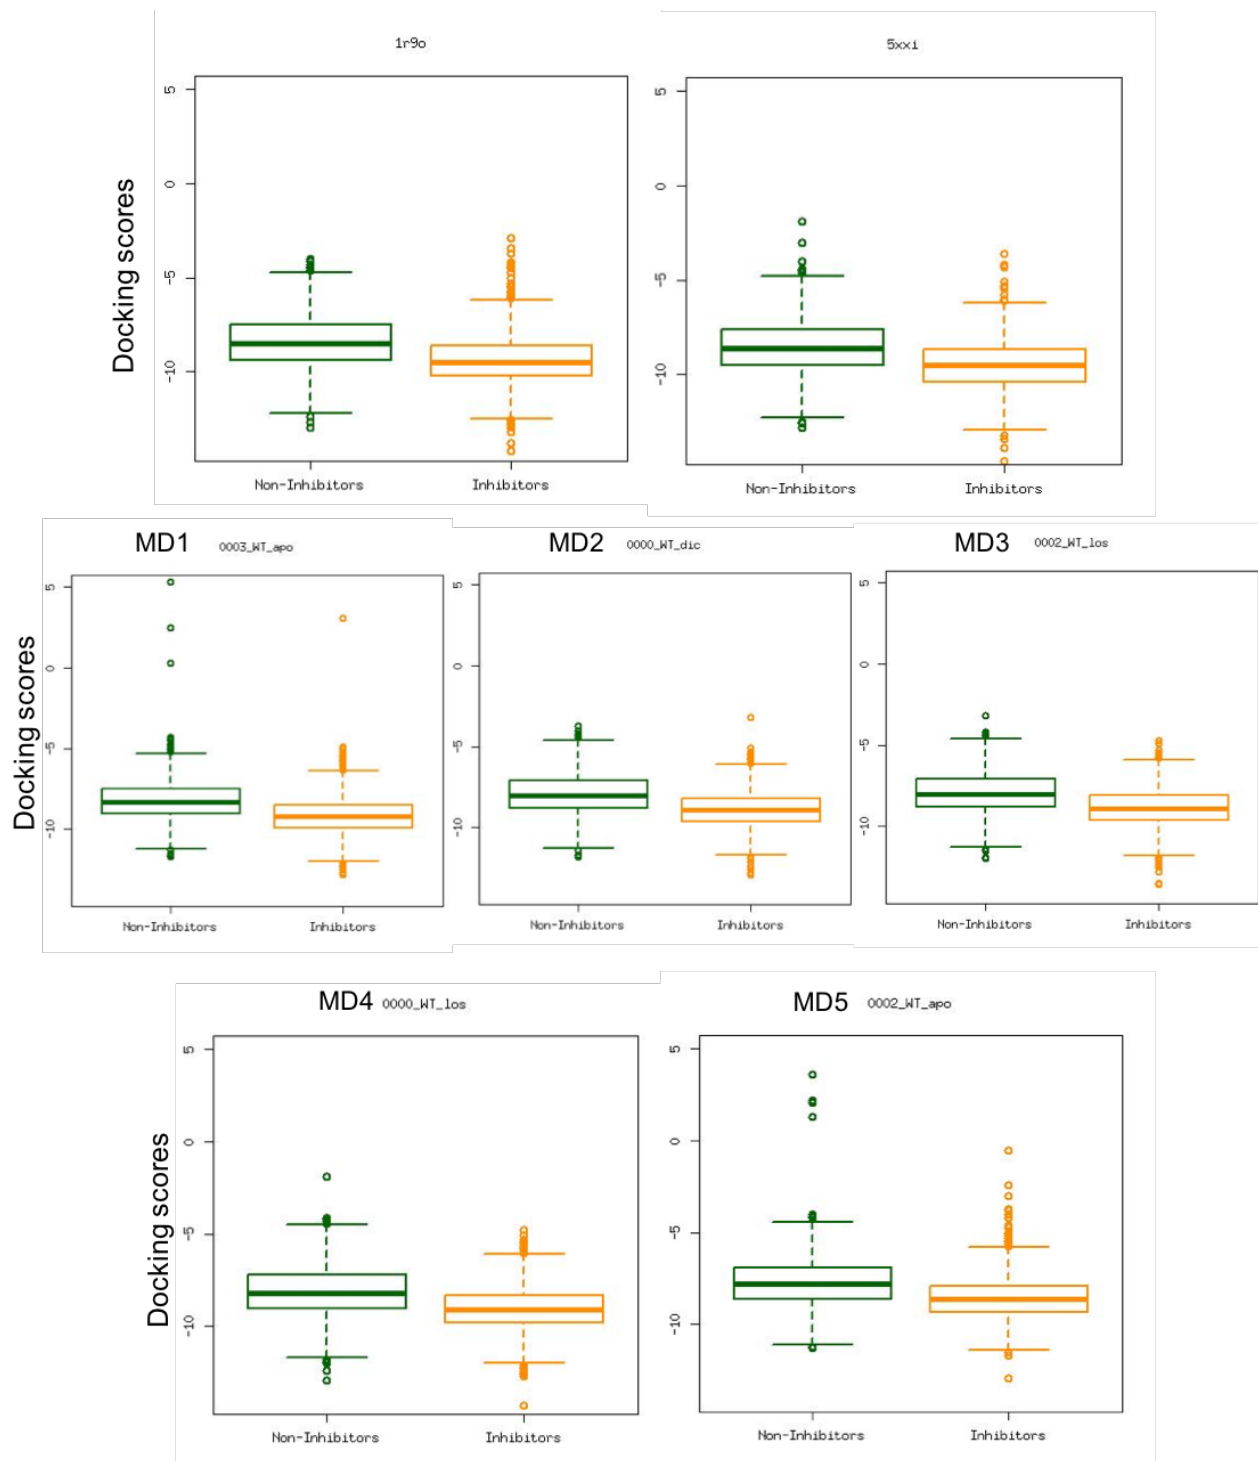 1r9o
5xxi
Docking scores
5
0
-5
-10
5
0
-5
-10
Non-Inhibitors
Inhibitors
Non-Inhibitors
Inhibitors
MD1 0003_WT_apo
MD2 0000_WT_dic
MD3 0002_WT_los
Docking scores
5
0
-5
-10
5
0
-5
-10
5
0
-5
-10
Non-Inhibitors
Inhibitors
Non-Inhibitors
Inhibitors
Non-Inhibitors
Inhibitors
MD4 0000_WT_los
MD5 0002_WT_apo
Docking scores
5
0
-5
-10
5
0
-5
-10
Non-Inhibitors
Inhibitors
Non-Inhibitors
Inhibitors